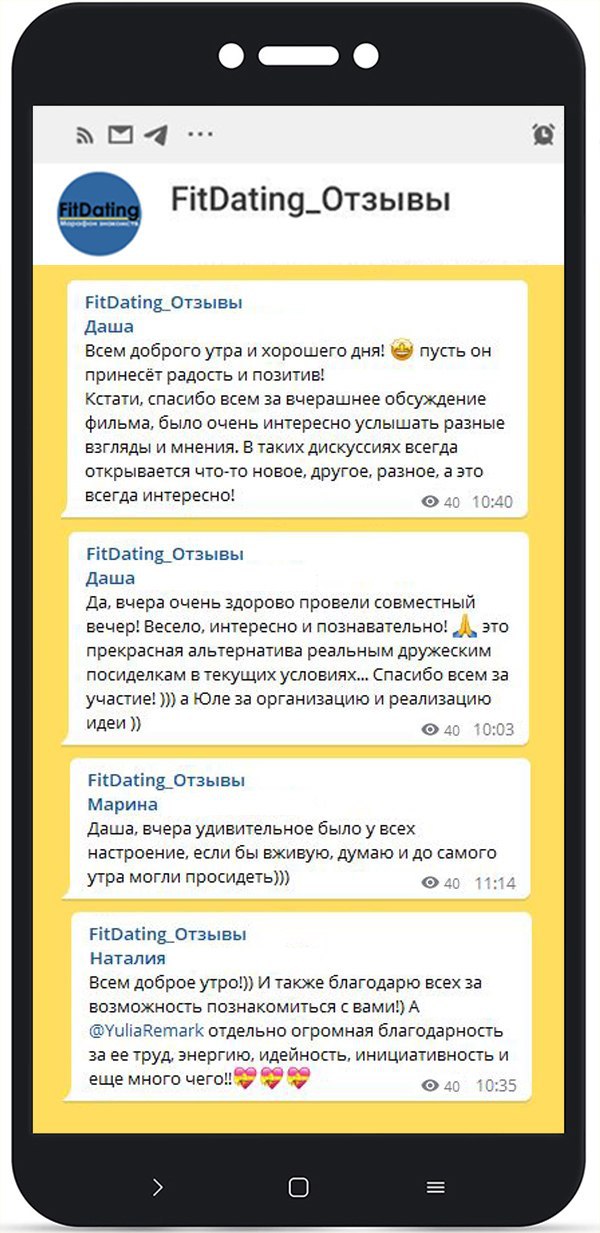 FitDating
Марафон знакомств
FitDating_Отзывы
FitDating_Отзывы
Даша
Всем доброго утра и хорошего дня! 🤩 пусть он
принесёт радость и позитив!
Кстати, спасибо всем за вчерашнее обсуждение
фильма, было очень интересно услышать разные
взгляды и мнения. В таких дискуссиях всегда
открывается что-то новое, другое, разное, а это
всегда интересно!
40 10:40
FitDating_Отзывы
Даша
Да, вчера очень здорово провели совместный
вечер! Весело, интересно и познавательно! 🙏 это
прекрасная альтернатива реальным дружеским
посиделкам в текущих условиях... Спасибо всем за
участие! ))) а Юле за организацию и реализацию
идеи ))
40 10:03
FitDating_Отзывы
Марина
Даша, вчера удивительное было у всех
настроение, если бы вживую, думаю и до самого
утра могли просидеть)))
40 11:14
FitDating_Отзывы
Наталия
Всем доброе утро!)) И также благодарю всех за
возможность познакомиться с вами!) А
@YuliaRemark отдельно огромная благодарность
за ее труд, энергию, идейность, инициативность и
еще много чего!!💝💝💝
40 10:35